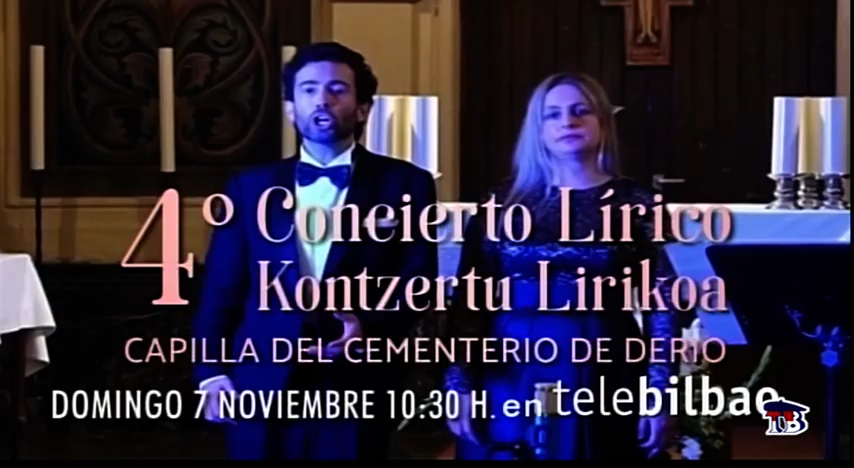 4º Concierto Lírico
Kontzertu Lirikoa
CAPILLA DEL CEMENTERIO DE DERIO
DOMINGO 7 NOVIEMBRE 10:30 H. en telebilbao
TB